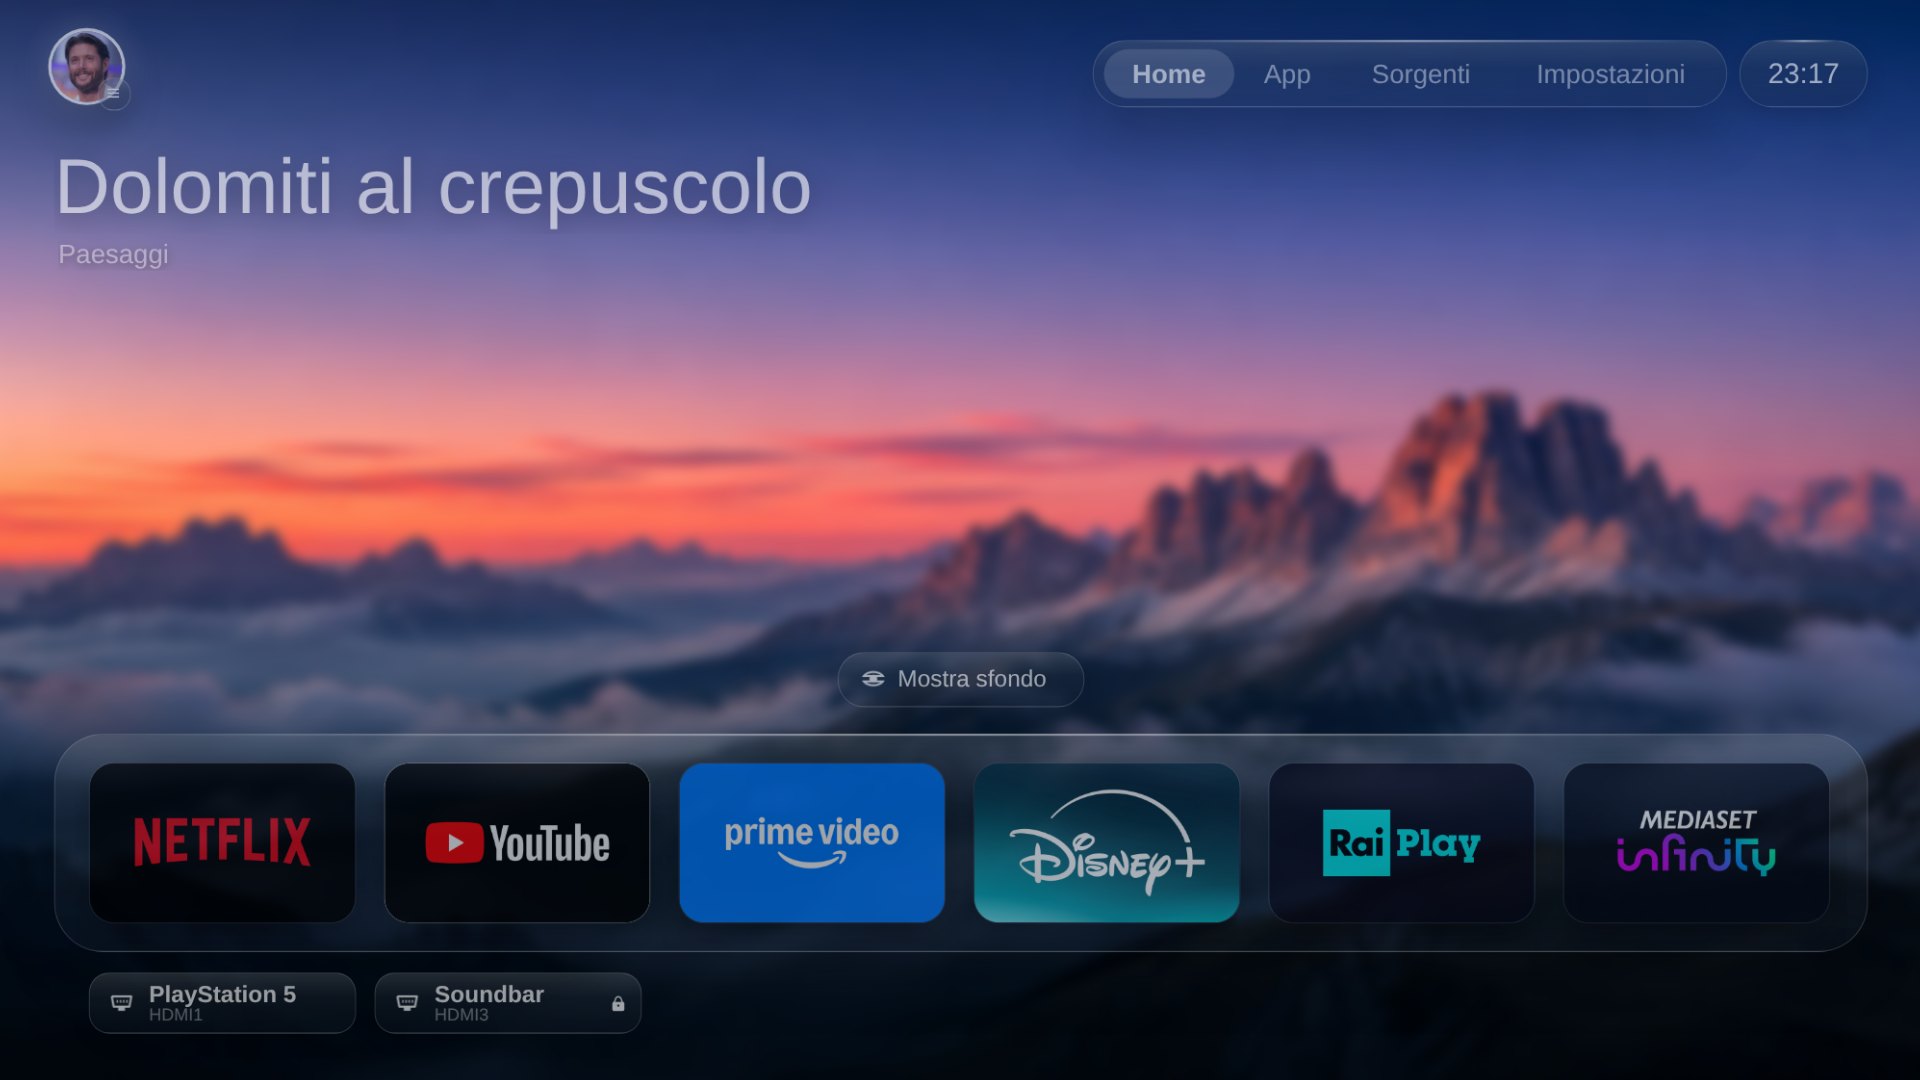 Home App Sorgenti Impostazioni 23:17
Dolomiti al crepuscolo
Paesaggi
Mostra sfondo
NETFLIX
YouTube
prime video
Disney+
Rai Play
MEDIASET
infinity
PlayStation 5
HDMI1
Soundbar
HDMI3